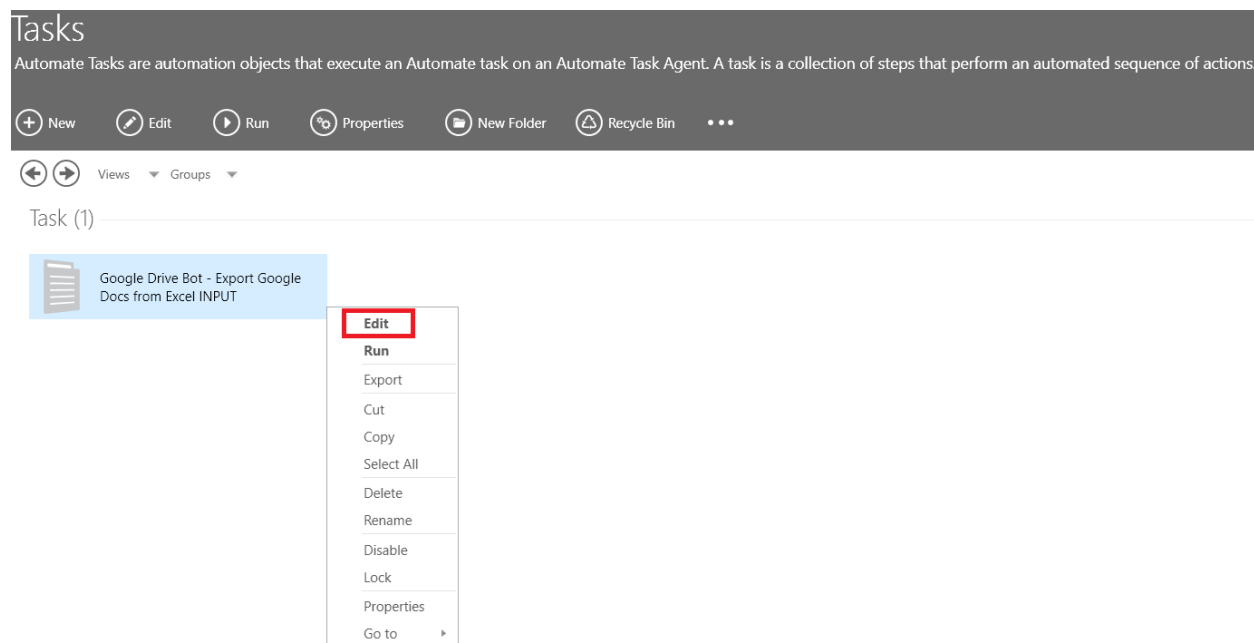 Tasks
Automate Tasks are automation objects that execute an Automate task on an Automate Task Agent. A task is a collection of steps that perform an automated sequence of actions
New Edit Run Properties New Folder Recycle Bin •••
Views Groups
Task (1)
Google Drive Bot - Export Google
Docs from Excel INPUT
Edit
Run
Export
Cut
Copy
Select All
Delete
Rename
Disable
Lock
Properties
Go to